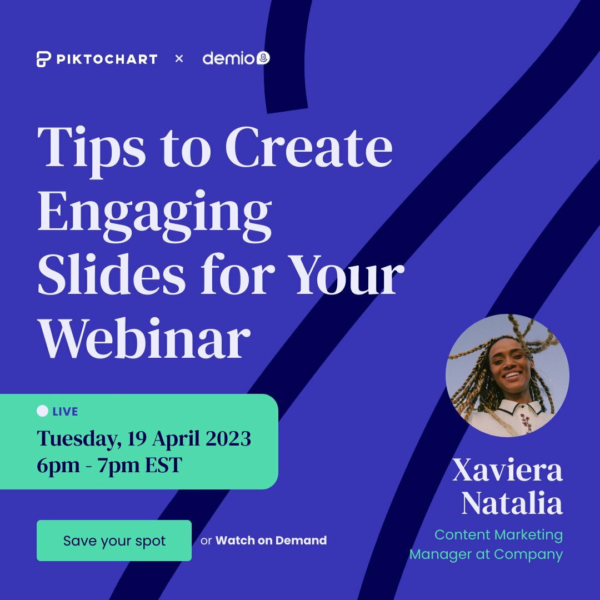 PIKTOCHART × demio
Tips to Create
Engaging
Slides for Your
Webinar
LIVE
Tuesday, 19 April 2023
6pm - 7pm EST
Xaviera
Natalia
Content Marketing
Manager at Company
Save your spot or Watch on Demand